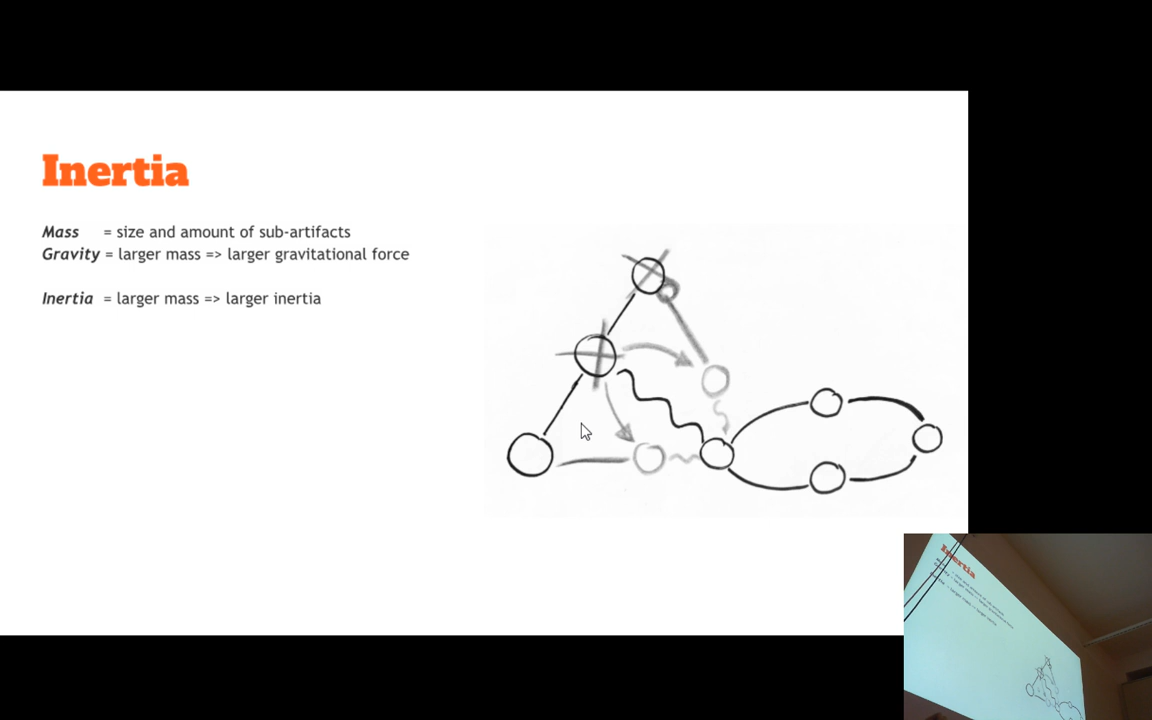 Inertia
Mass = size and amount of sub-artifacts
Gravity = larger mass => larger gravitational force
Inertia = larger mass => larger inertia
Inertia